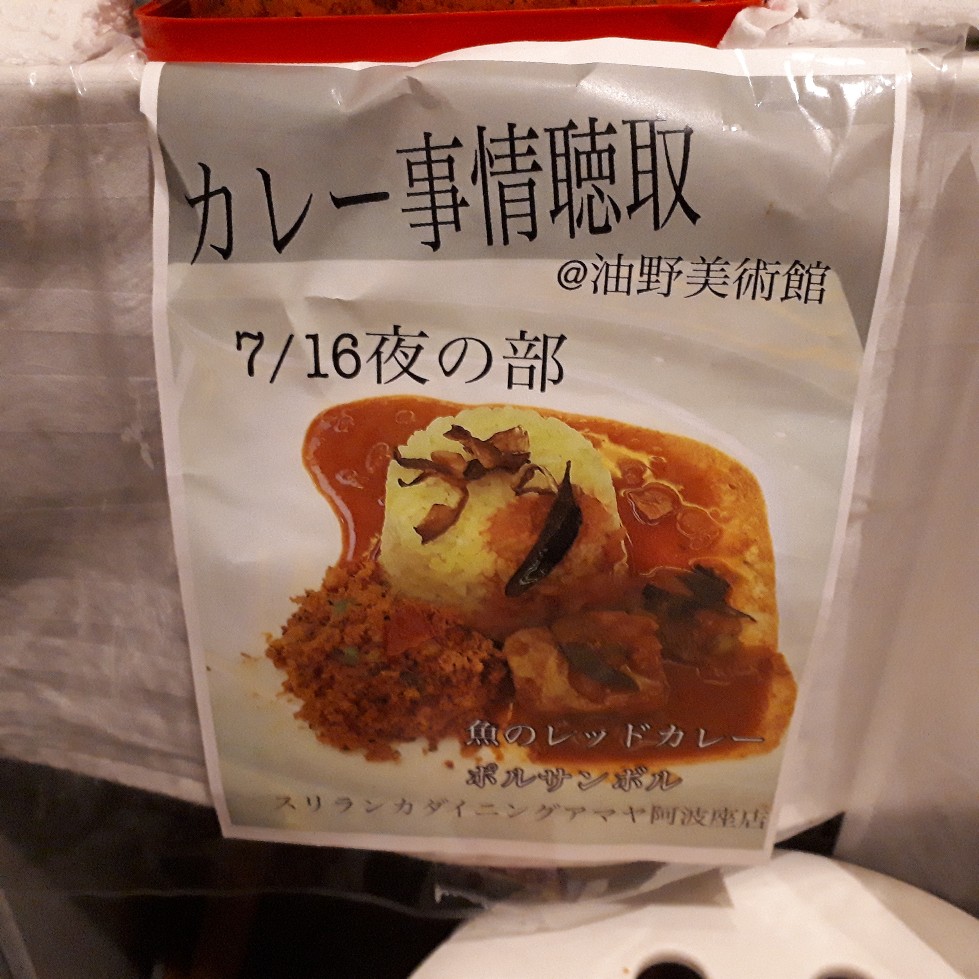 カレー事情聴取
@油野美術館
7/16夜の部
魚のレッドカレー
ポルサンボル
スリランカダイニングアマヤ阿波座店